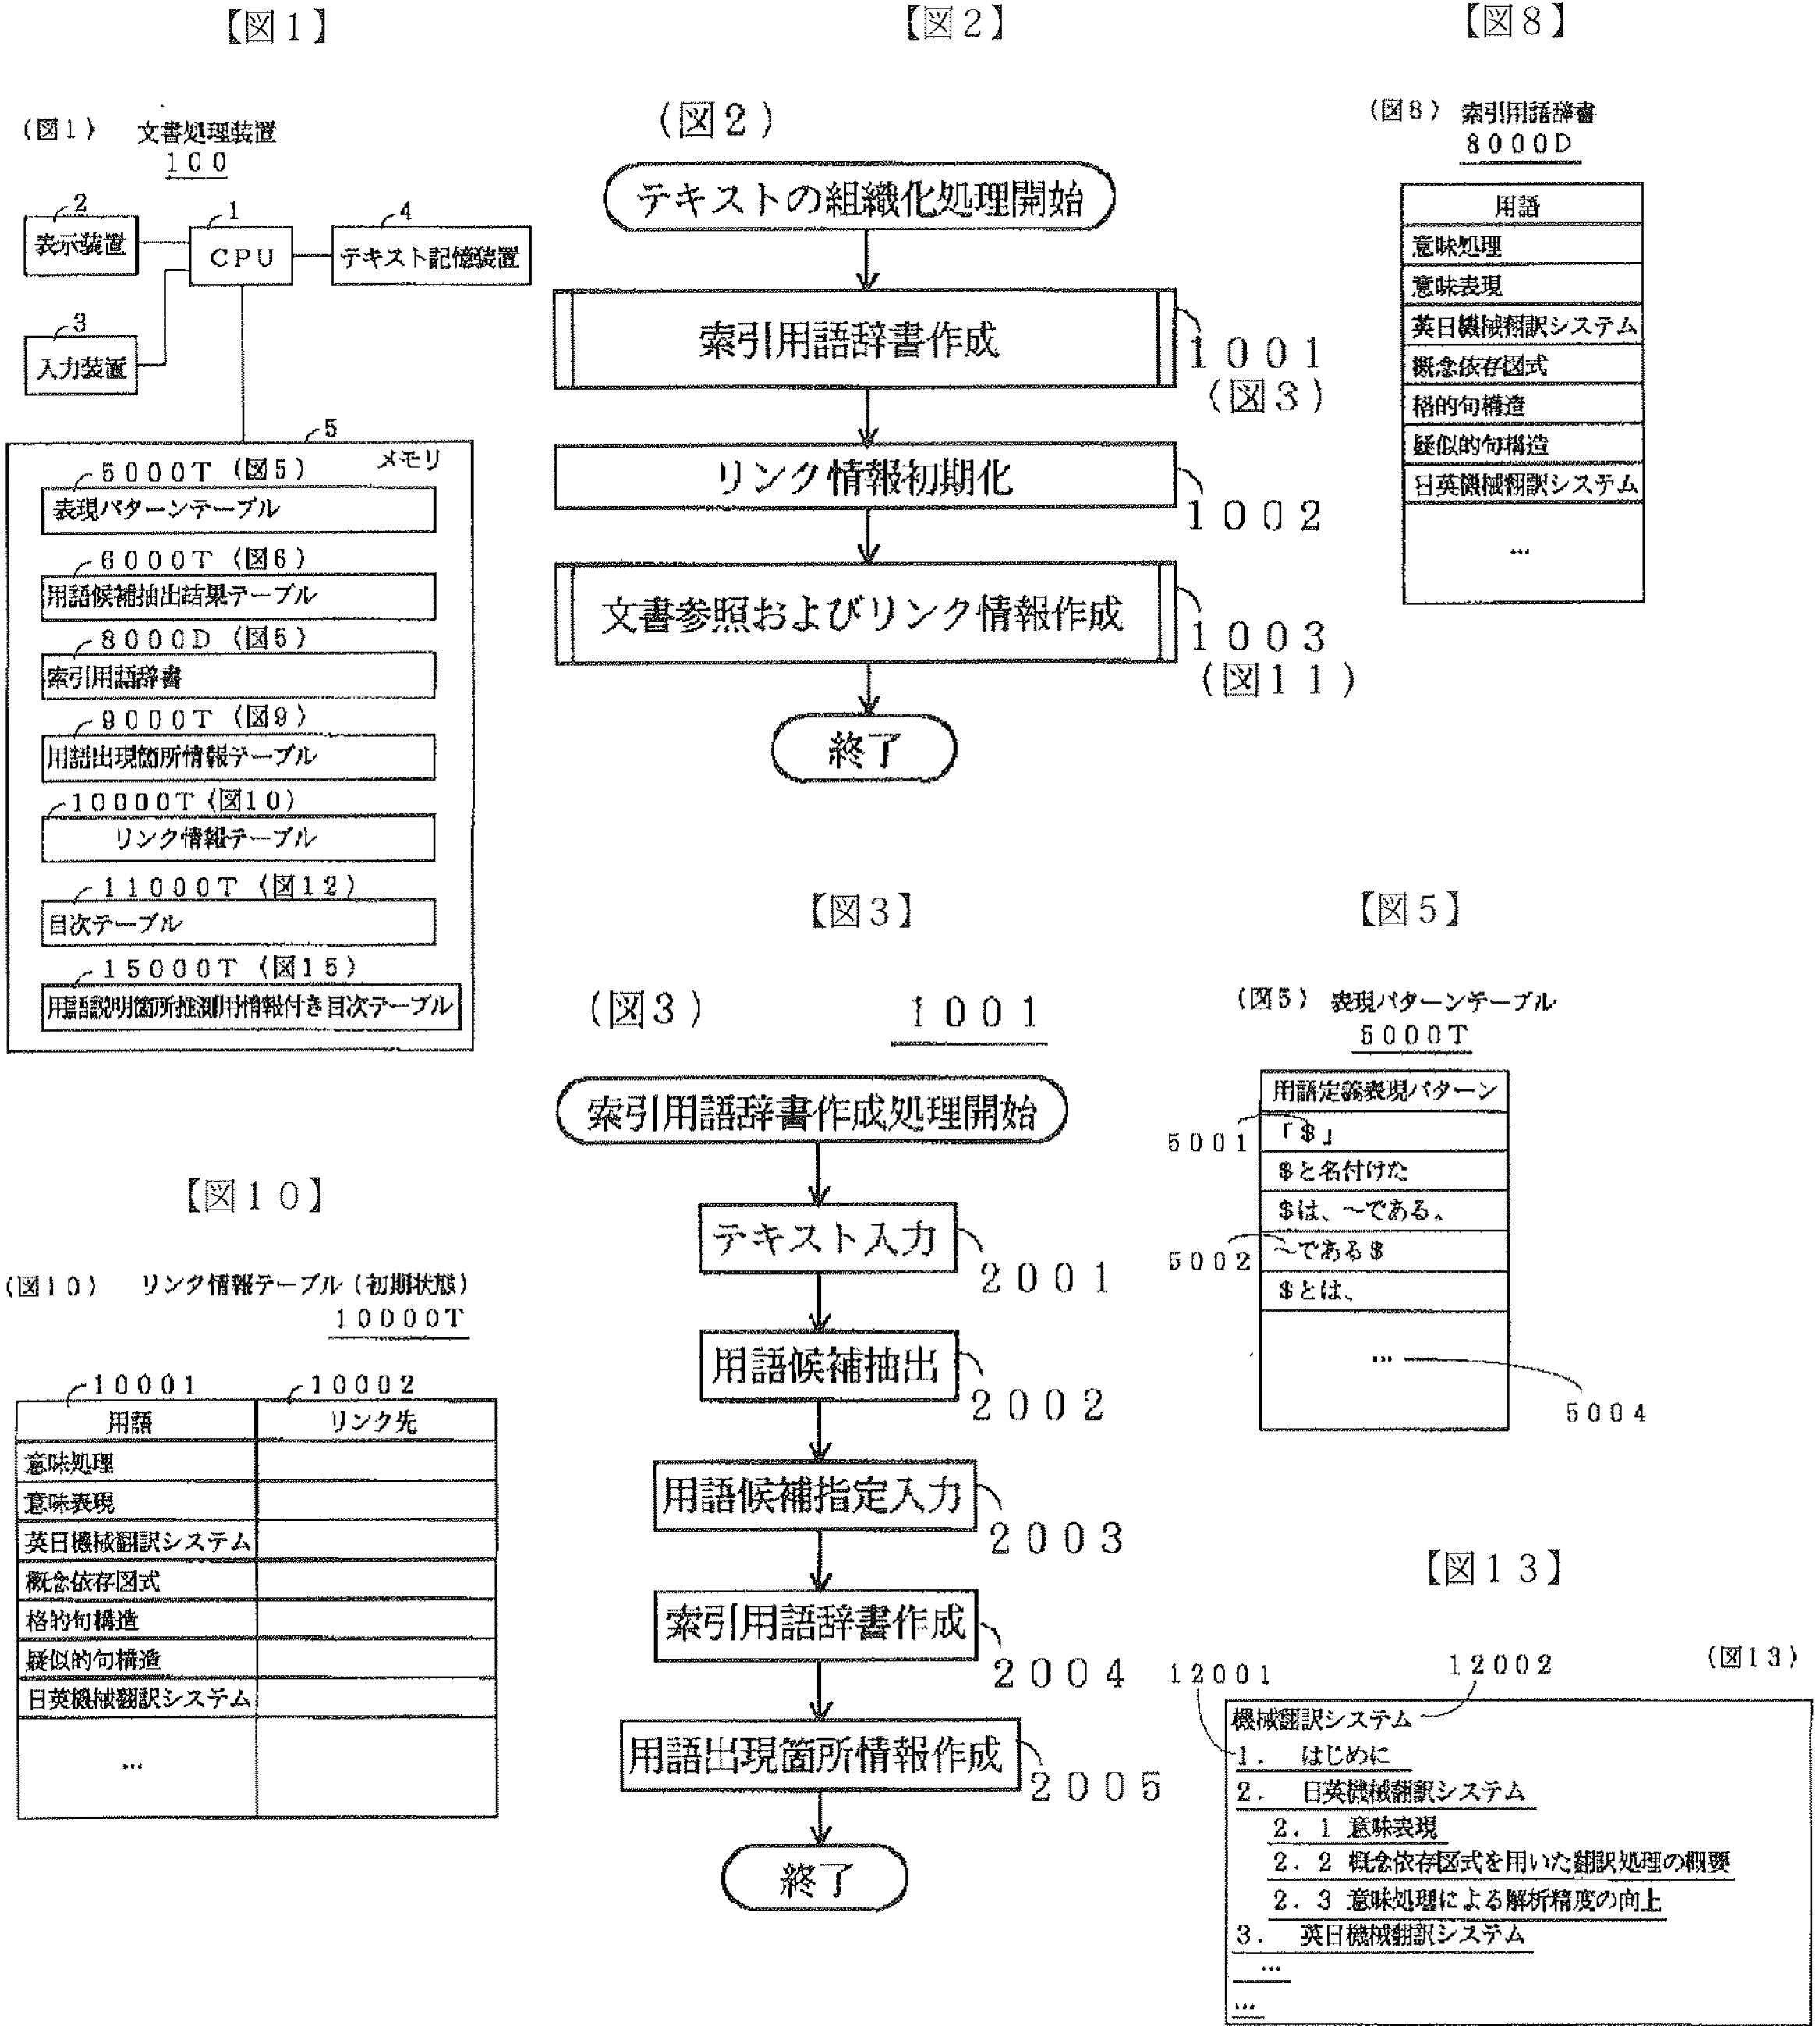 【図1】
(図1) 文書処理装置
100
2
表示装置
1
CPU
4
テキスト記憶装置
3
入力装置
5
メモリ
5000T (図5)
表現パターンテーブル
6000T (図6)
用語候補抽出結果テーブル
8000D (図5)
索引用語辞書
9000T (図9)
用語出現箇所情報テーブル
10000T (図10)
リンク情報テーブル
11000T (図12)
目次テーブル
15000T (図15)
用語説明箇所推測用情報付き目次テーブル
【図2】
(図2)
テキストの組織化処理開始
索引用語辞書作成
1001
(図3)
リンク情報初期化
1002
文書参照およびリンク情報作成
1003
(図11)
終了
【図8】
(図8) 索引用語辞書
8000D
用語
意味処理
意味表現
英日機械翻訳システム
概念依存図式
格的句構造
疑似的句構造
日英機械翻訳システム
…
【図3】
(図3)
1001
索引用語辞書作成処理開始
テキスト入力
2001
用語候補抽出
2002
用語候補指定入力
2003
索引用語辞書作成
2004
用語出現箇所情報作成
2005
終了
【図5】
(図5) 表現パターンテーブル
5000T
用語定義表現パターン
5001
「$」
$と名付けた
$は、~である。
5002
~である$
$とは、
…
5004
【図10】
(図10) リンク情報テーブル(初期状態)
10000T
10001
10002
用語 リンク先
意味処理
意味表現
英日機械翻訳システム
概念依存図式
格的句構造
疑似的句構造
日英機械翻訳システム
…
【図13】
(図13)
12001
12002
機械翻訳システム
1. はじめに
2. 日英機械翻訳システム
2.1 意味表現
2.2 概念依存図式を用いた翻訳処理の概要
2.3 意味処理による解析精度の向上
3. 英日機械翻訳システム
…
…